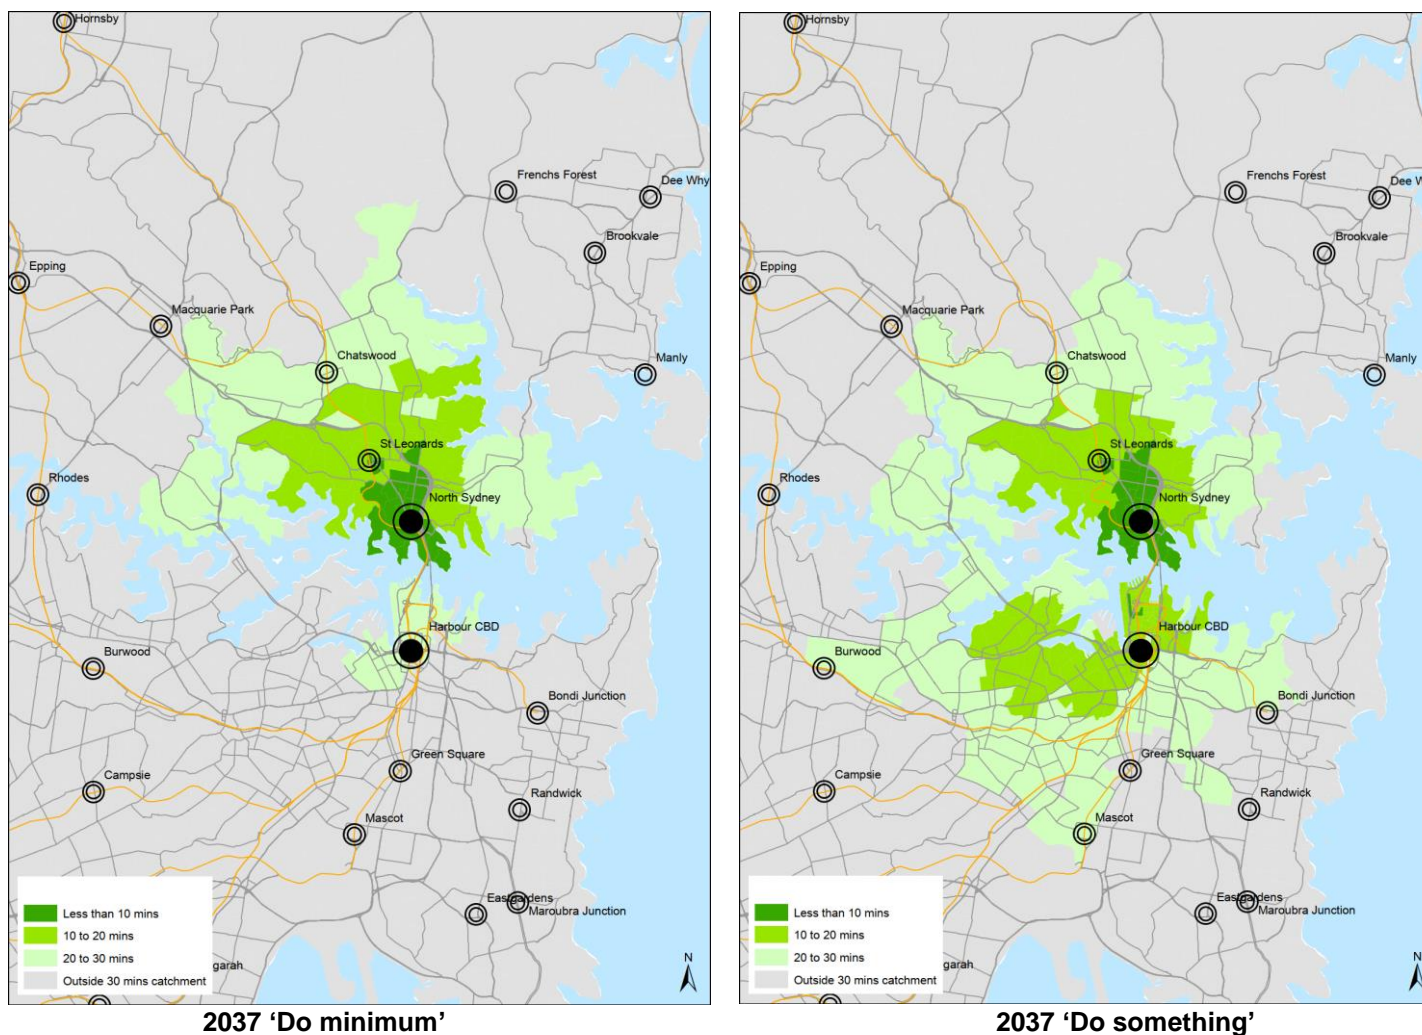 Hornsby
Frenchs Forest
Dee Why
Brookvale
Epping
Macquarie Park
Chatswood
Manly
St Leonards
Rhodes
North Sydney
Harbour CBD
Burwood
Bondi Junction
Green Square
Campsie
Randwick
Mascot
Eastgardens
Maroubra Junction
Less than 10 mins
10 to 20 mins
20 to 30 mins
Outside 30 mins catchment
garah
N
2037 ‘Do minimum’
Hornsby
Frenchs Forest
Dee W
Brookvale
Epping
Macquarie Park
Chatswood
Manly
St Leonards
Rhodes
North Sydney
Harbour CBD
Burwood
Bondi Junction
Green Square
Campsie
Randwick
Mascot
Eastgardens
Maroubra Junction
Less than 10 mins
10 to 20 mins
20 to 30 mins
Outside 30 mins catchment
garah
N
2037 ‘Do something’